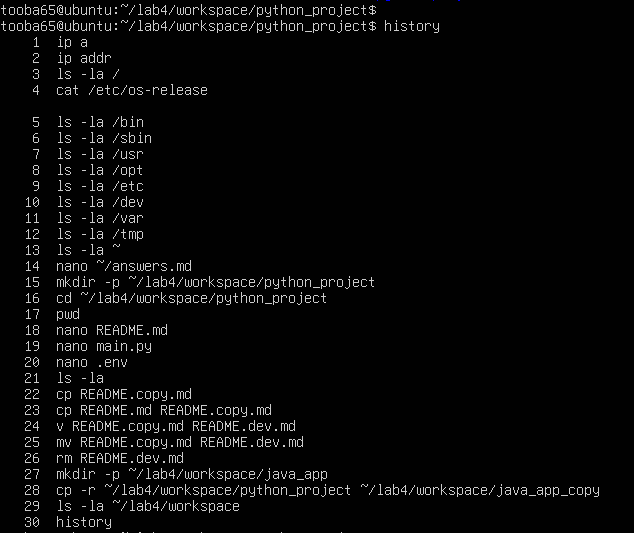 tooba65@ubuntu:~/lab4/workspace/python_project$
tooba65@ubuntu:~/lab4/workspace/python_project$ history
1 ip a
2 ip addr
3 ls -la /
4 cat /etc/os-release
5 ls -la /bin
6 ls -la /sbin
7 ls -la /usr
8 ls -la /opt
9 ls -la /etc
10 ls -la /dev
11 ls -la /var
12 ls -la /tmp
13 ls -la ~
14 nano ~/answers.md
15 mkdir -p ~/lab4/workspace/python_project
16 cd ~/lab4/workspace/python_project
17 pwd
18 nano README.md
19 nano main.py
20 nano .env
21 ls -la
22 cp README.copy.md
23 cp README.md README.copy.md
24 v README.copy.md README.dev.md
25 mv README.copy.md README.dev.md
26 rm README.dev.md
27 mkdir -p ~/lab4/workspace/java_app
28 cp -r ~/lab4/workspace/python_project ~/lab4/workspace/java_app_copy
29 ls -la ~/lab4/workspace
30 history